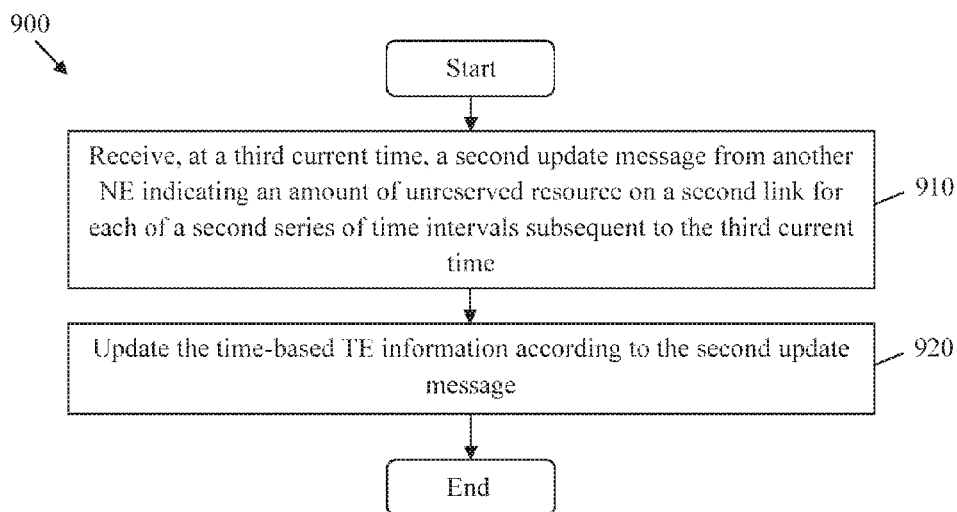 900
Start
Receive, at a third current time, a second update message from another
NE indicating an amount of unreserved resource on a second link for
each of a second series of time intervals subsequent to the third current
time
910
Update the time-based TE information according to the second update
message
920
End